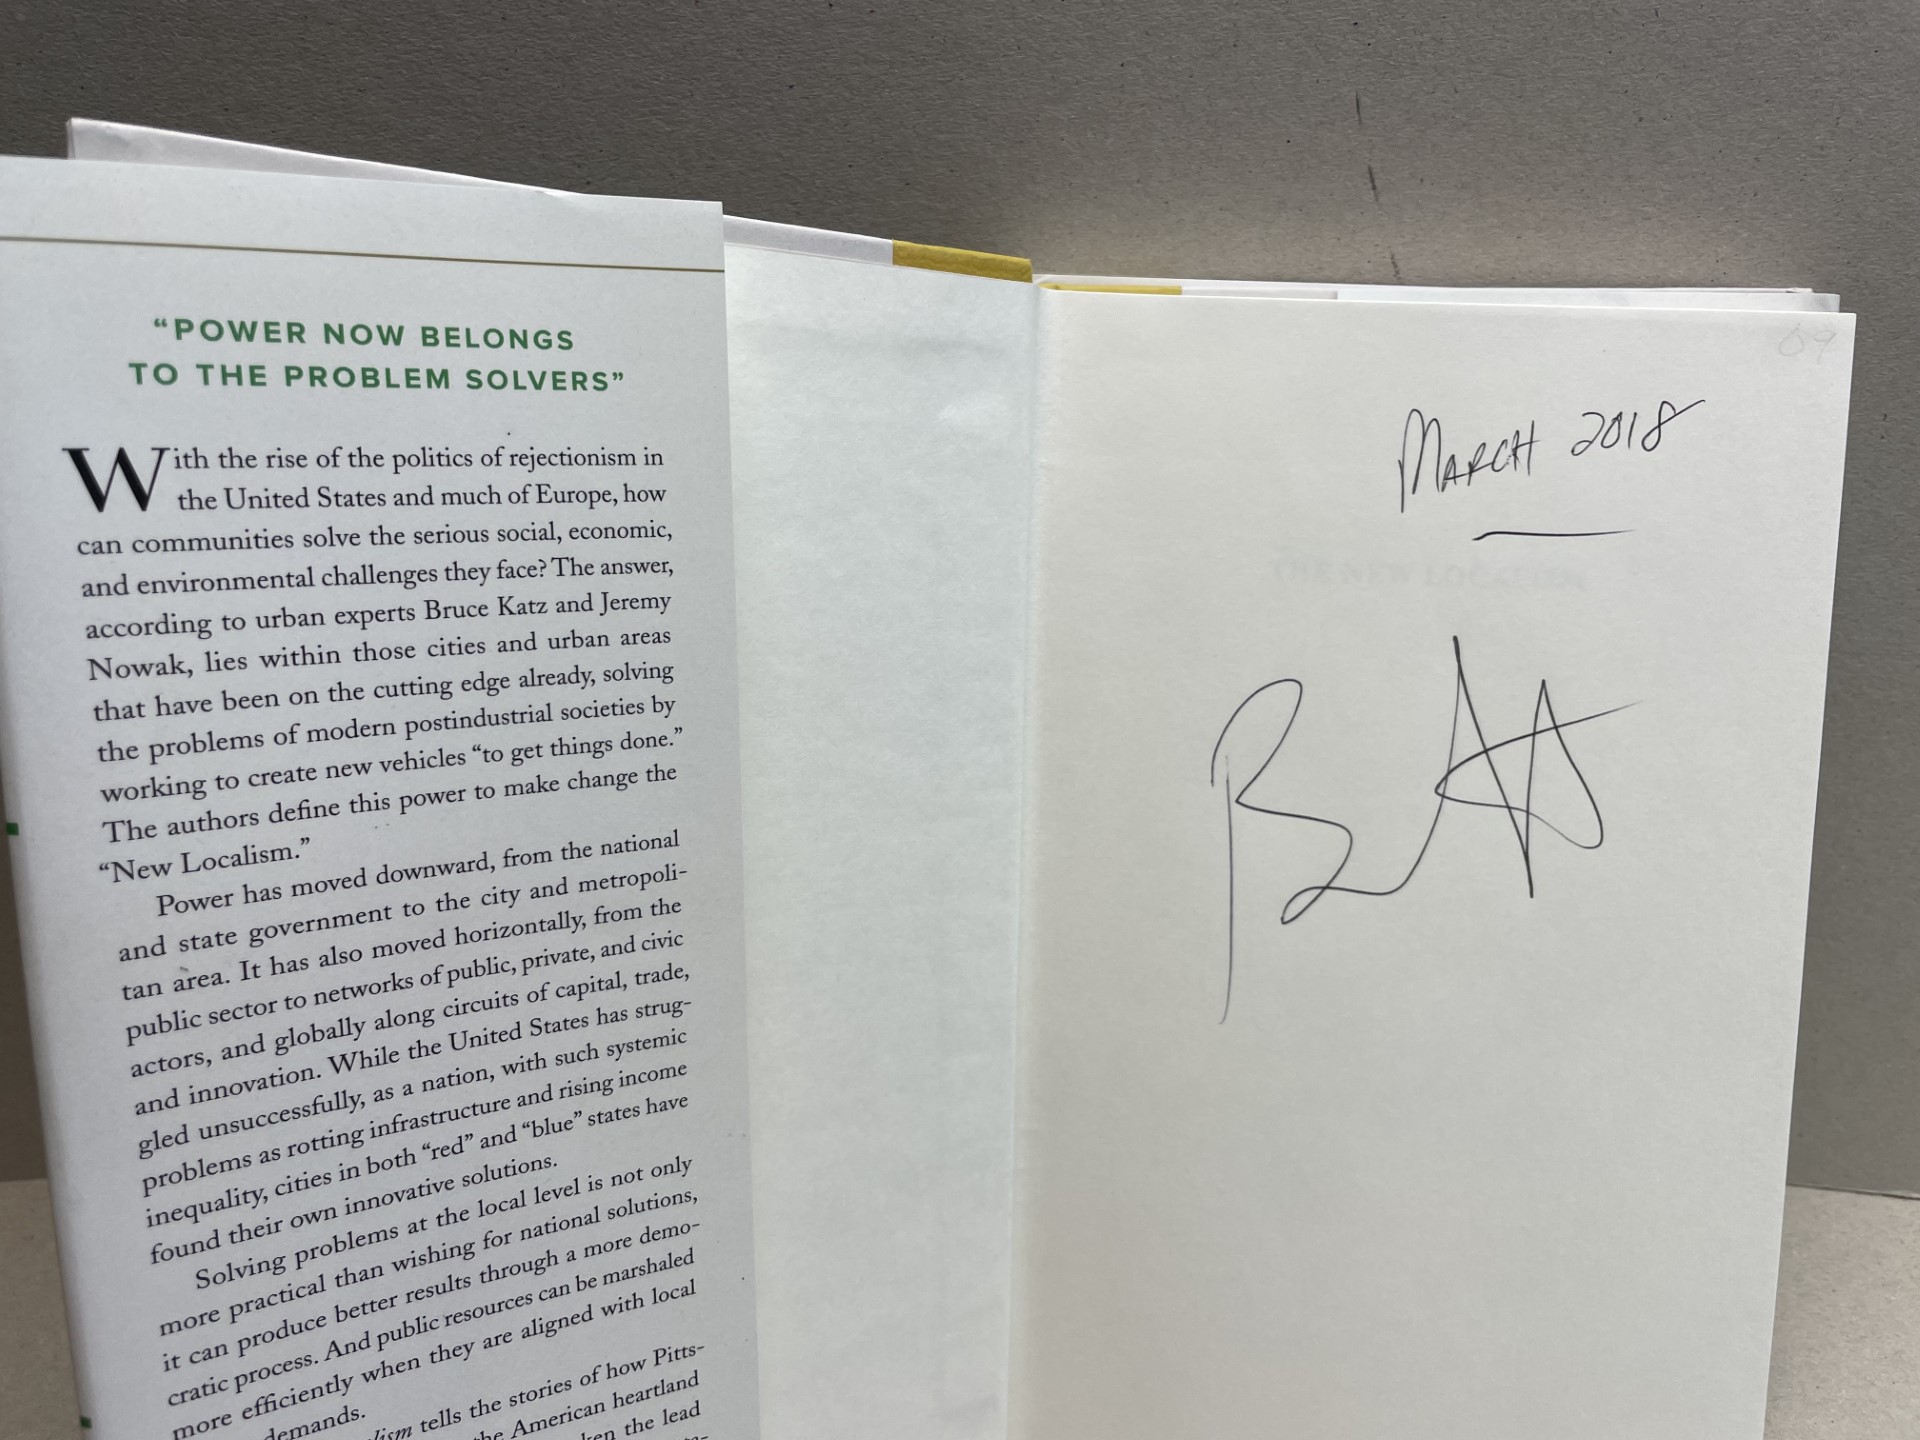 “POWER NOW BELONGS
TO THE PROBLEM SOLVERS”
With the rise of the politics of rejectionism in
the United States and much of Europe, how
can communities solve the serious social, economic,
and environmental challenges they face? The answer,
according to urban experts Bruce Katz and Jeremy
Nowak, lies within those cities and urban areas
that have been on the cutting edge already, solving
the problems of modern postindustrial societies by
working to create new vehicles “to get things done.”
The authors define this power to make change the
“New Localism.”
Power has moved downward, from the national
and state government to the city and metropoli-
tan area. It has also moved horizontally, from the
public sector to networks of public, private, and civic
actors, and globally along circuits of capital, trade,
and innovation. While the United States has strug-
gled unsuccessfully, as a nation, with such systemic
problems as rotting infrastructure and rising income
inequality, cities in both “red” and “blue” states have
found their own innovative solutions.
Solving problems at the local level is not only
more practical than wishing for national solutions,
it can produce better results through a more demo-
cratic process. And public resources can be marshaled
more efficiently when they are aligned with local
demands.
tells the stories of how Pitts-
the American heartland
the lead
MARCH 2018
THE NEW LOCALISM
09